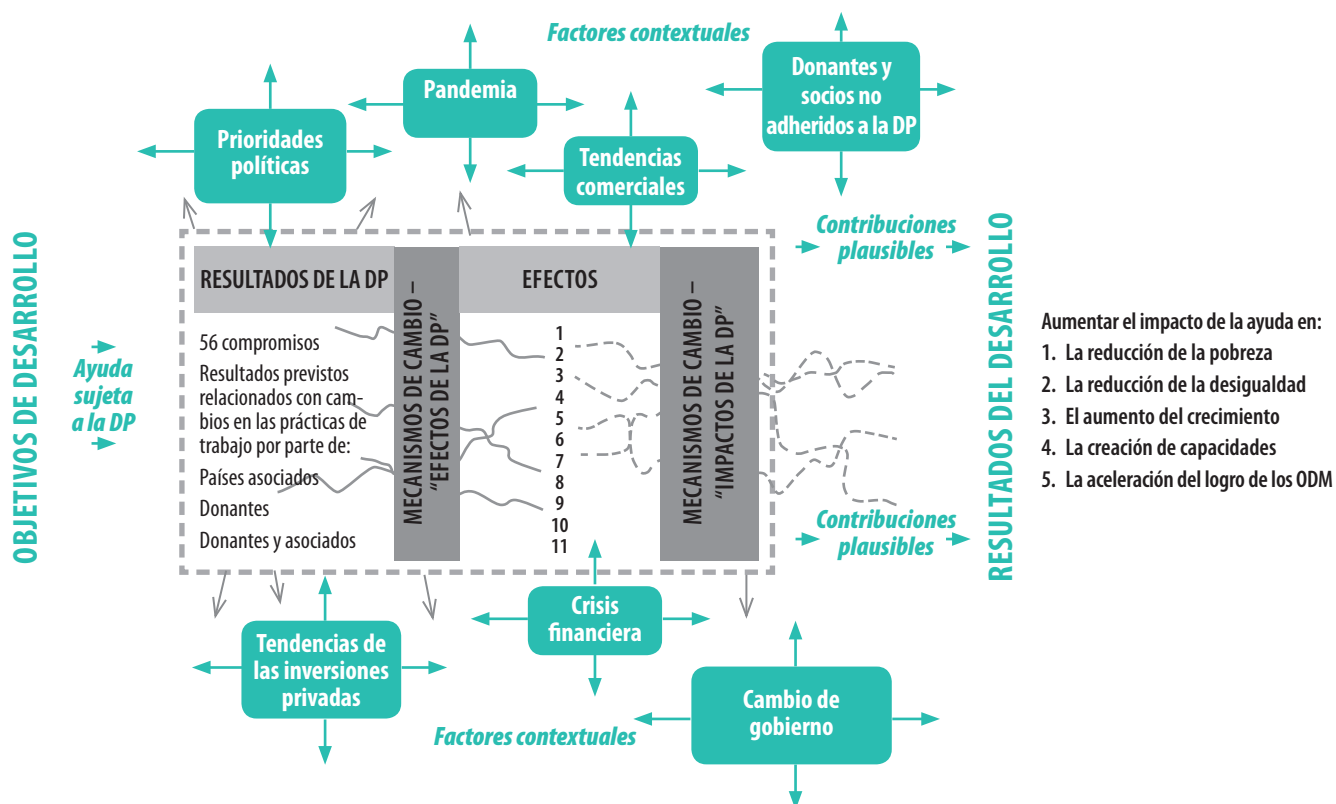 Factores contextuales
Prioridades
políticas
Pandemia
Tendencias
comerciales
Donantes y
socios no
adheridos a la DP
OBJETIVOS DE DESARROLLO
Ayuda
sujeta
a la DP
RESULTADOS DE LA DP
56 compromisos
Resultados previstos
relacionados con cam-
bios en las prácticas de
trabajo por parte de:
Países asociados
Donantes
Donantes y asociados
MECANISMOS DE CAMBIO –
"EFECTOS DE LA DP"
EFECTOS
1
2
3
4
5
6
7
8
9
10
11
MECANISMOS DE CAMBIO –
"IMPACTOS DE LA DP"
Contribuciones
plausibles
Contribuciones
plausibles
RESULTADOS DEL DESARROLLO
Aumentar el impacto de la ayuda en:
1. La reducción de la pobreza
2. La reducción de la desigualdad
3. El aumento del crecimiento
4. La creación de capacidades
5. La aceleración del logro de los ODM
Tendencias de
las inversiones
privadas
Crisis
financiera
Cambio de
gobierno
Factores contextuales